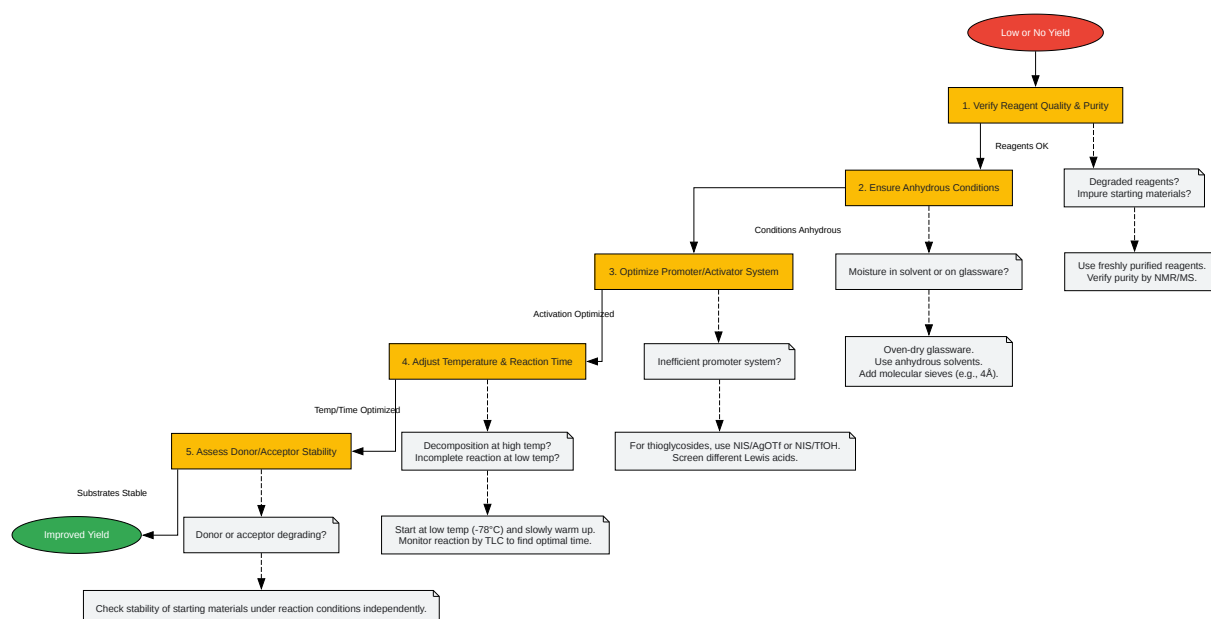 Low or No Yield
1. Verify Reagent Quality & Purity
Reagents OK
2. Ensure Anhydrous Conditions
Degraded reagents?
Impure starting materials?
Conditions Anhydrous
3. Optimize Promoter/Activator System
Moisture in solvent or on glassware?
Use freshly purified reagents.
Verify purity by NMR/MS.
Activation Optimized
4. Adjust Temperature & Reaction Time
Inefficient promoter system?
Oven-dry glassware.
Use anhydrous solvents.
Add molecular sieves (e.g., 4Å).
Temp/Time Optimized
5. Assess Donor/Acceptor Stability
Decomposition at high temp?
Incomplete reaction at low temp?
For thioglycosides, use NIS/AgOTf or NIS/TfOH.
Screen different Lewis acids.
Substrates Stable
Improved Yield
Donor or acceptor degrading?
Start at low temp (-78°C) and slowly warm up.
Monitor reaction by TLC to find optimal time.
Check stability of starting materials under reaction conditions independently.